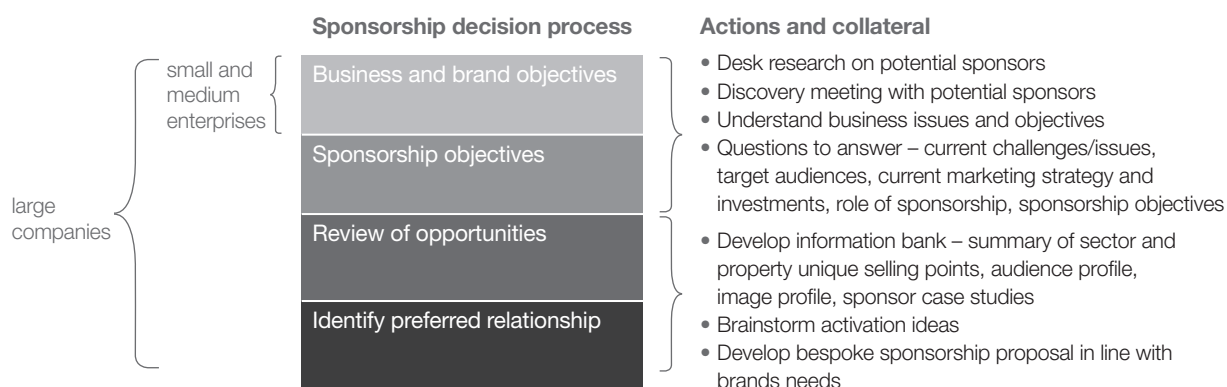 Sponsorship decision process
Actions and collateral
small and
medium
enterprises
large
companies
Business and brand objectives
Sponsorship objectives
Review of opportunities
Identify preferred relationship
• Desk research on potential sponsors
• Discovery meeting with potential sponsors
• Understand business issues and objectives
• Questions to answer – current challenges/issues,
target audiences, current marketing strategy and
investments, role of sponsorship, sponsorship objectives
• Develop information bank – summary of sector and
property unique selling points, audience profile,
image profile, sponsor case studies
• Brainstorm activation ideas
• Develop bespoke sponsorship proposal in line with
brands needs